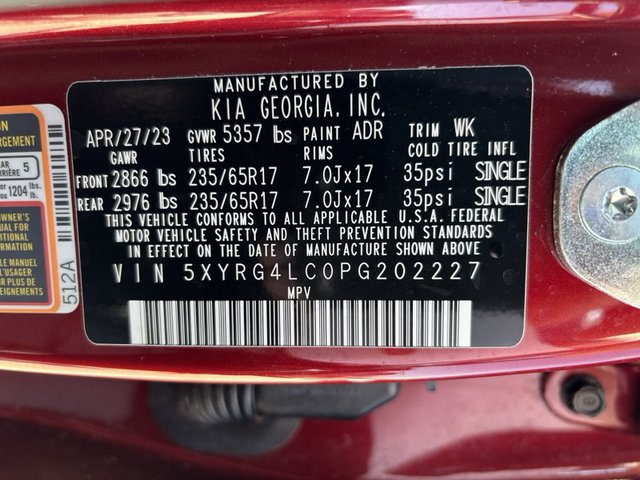 MANUFACTURED BY
KIA GEORGIA, INC.
APR/27/23 GVWR 5357 lbs PAINT ADR TRIM WK
GAWR TIRES RIMS COLD TIRE INFL
FRONT 2866 lbs 235/65R17 7.0Jx17 35psi SINGLE
REAR 2976 lbs 235/65R17 7.0Jx17 35psi SINGLE
THIS VEHICLE CONFORMS TO ALL APPLICABLE U.S.A. FEDERAL
MOTOR VEHICLE SAFETY AND THEFT PREVENTION STANDARDS
IN EFFECT ON THE DATE OF MANUFACTURE SHOWN ABOVE
VIN 5XYRG4LC0PG202227
MPV
5
1204 lbs.
512A